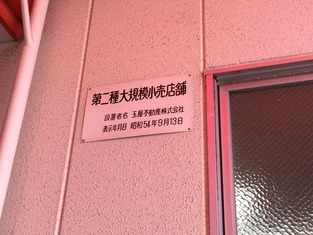 第二種大規模小売店舗
設置者名 玉屋不動産株式会社
表示年月日 昭和54年9月13日